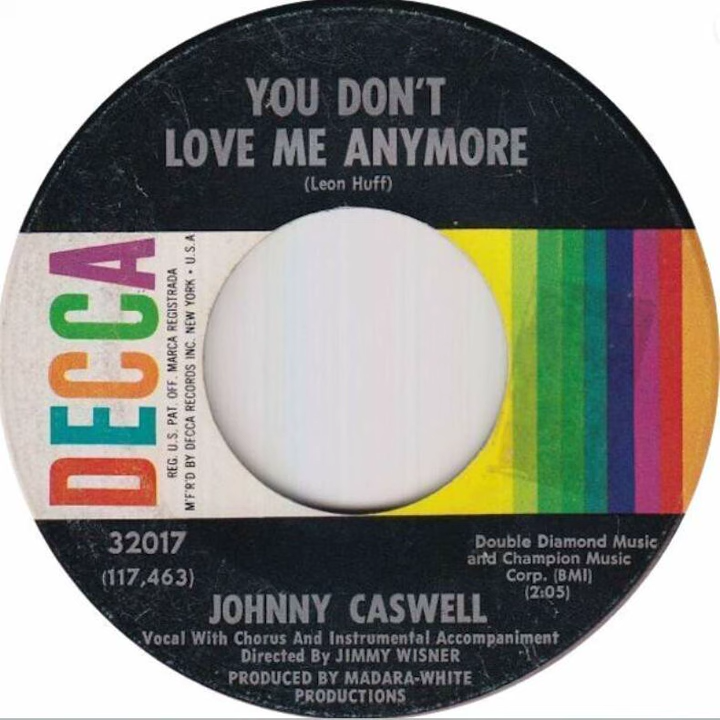 YOU DON'T
LOVE ME ANYMORE
(Leon Huff)
DECCA
REG. U.S. PAT. OFF. MARCA REGISTRADA
M'F'R'D BY DECCA RECORDS INC. NEW YORK • U.S.A.
32017
(117,463)
Double Diamond Music
and Champion Music
Corp. (BMI)
(2:05)
JOHNNY CASWELL
Vocal With Chorus And Instrumental Accompaniment
Directed By JIMMY WISNER
PRODUCED BY MADARA-WHITE
PRODUCTIONS